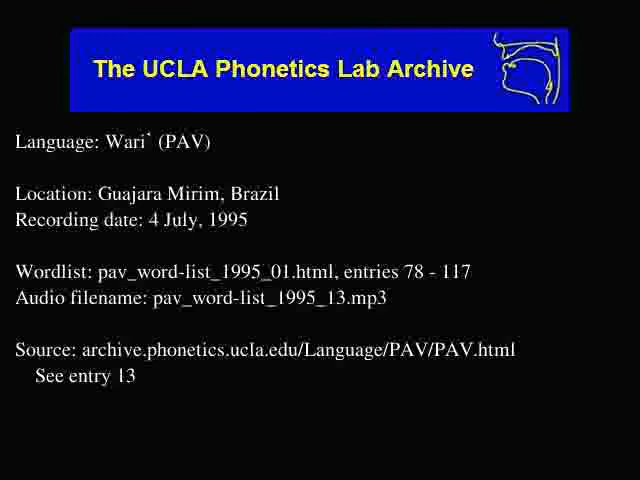 The UCLA Phonetics Lab Archive
Language: Wari` (PAV)
Location: Guajara Mirim, Brazil
Recording date: 4 July, 1995
Wordlist: pav_word-list_1995_01.html, entries 78 - 117
Audio filename: pav_word-list_1995_13.mp3
Source: archive.phonetics.ucla.edu/Language/PAV/PAV.html
See entry 13